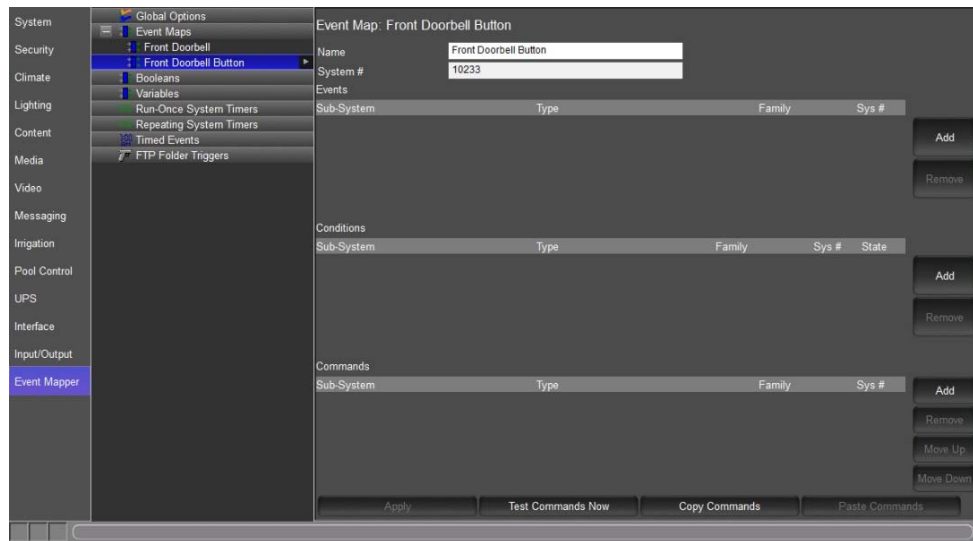 System
Security
Climate
Lighting
Content
Media
Video
Messaging
Irrigation
Pool Control
UPS
Interface
Input/Output
Event Mapper
Global Options
Event Maps
Front Doorbell
Front Doorbell Button
Booleans
Variables
Run-Once System Timers
Repeating System Timers
Timed Events
FTP Folder Triggers
Event Map: Front Doorbell Button
Name Front Doorbell Button
System # 10233
Events
Sub-System Type Family Sys #
Add
Remove
Conditions
Sub-System Type Family Sys # State
Add
Remove
Commands
Sub-System Type Family Sys #
Add
Remove
Move Up
Move Down
Apply Test Commands Now Copy Commands Paste Commands